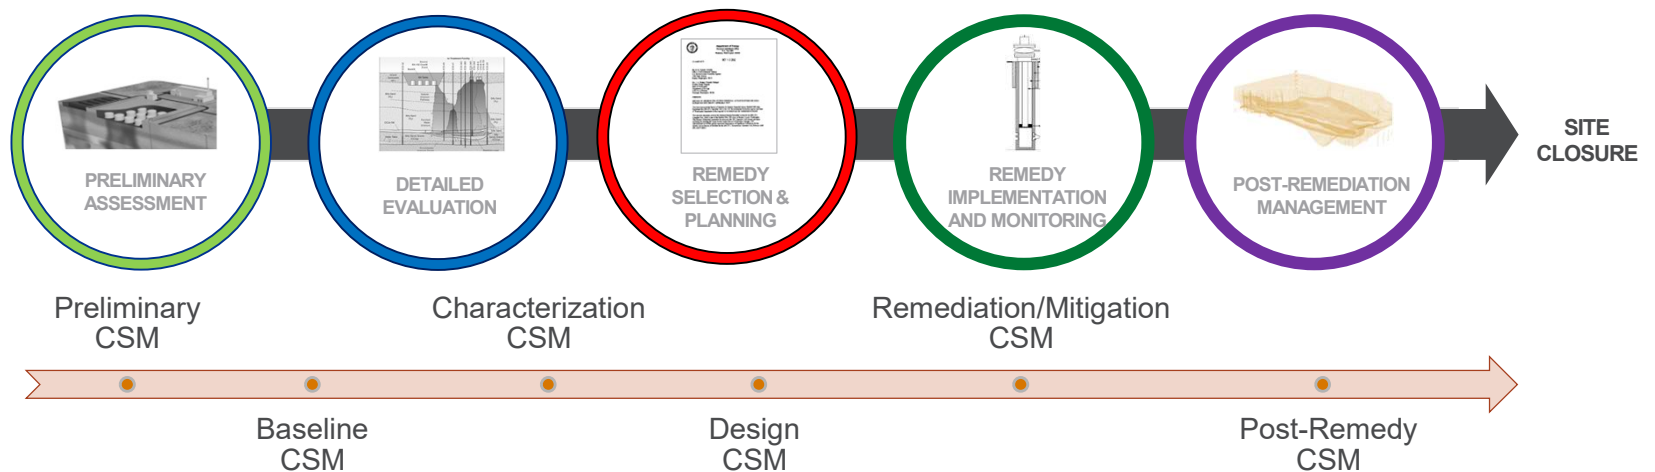 PRELIMINARY
ASSESSMENT
DETAILED
EVALUATION
REMEDY
SELECTION &
PLANNING
REMEDY
IMPLEMENTATION
AND MONITORING
POST-REMEDIATION
MANAGEMENT
SITE
CLOSURE
Preliminary
CSM
Characterization
CSM
Remediation/Mitigation
CSM
Baseline
CSM
Design
CSM
Post-Remedy
CSM